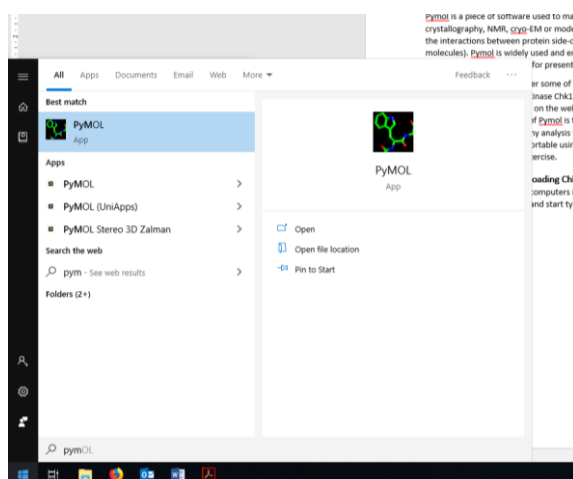 Pymol is a piece of software used to ma
crystallography, NMR, cryo-EM or mode
the interactions between protein side-c
molecules). Pymol is widely used and en
for present
er some of
inase Chk1
on the wel
of Pymol is t
ny analysis
ortable usin
ercise.
oading Chi
computers i
and start ty
All Apps Documents Email Web More Feedback ...
Best match
PyMOL
App
Apps
PyMOL
PyMOL (UniApps)
PyMOL Stereo 3D Zalman
Search the web
pym - See web results
Folders (2+)
PyMOL
App
Open
Open file location
Pin to Start
pymOL